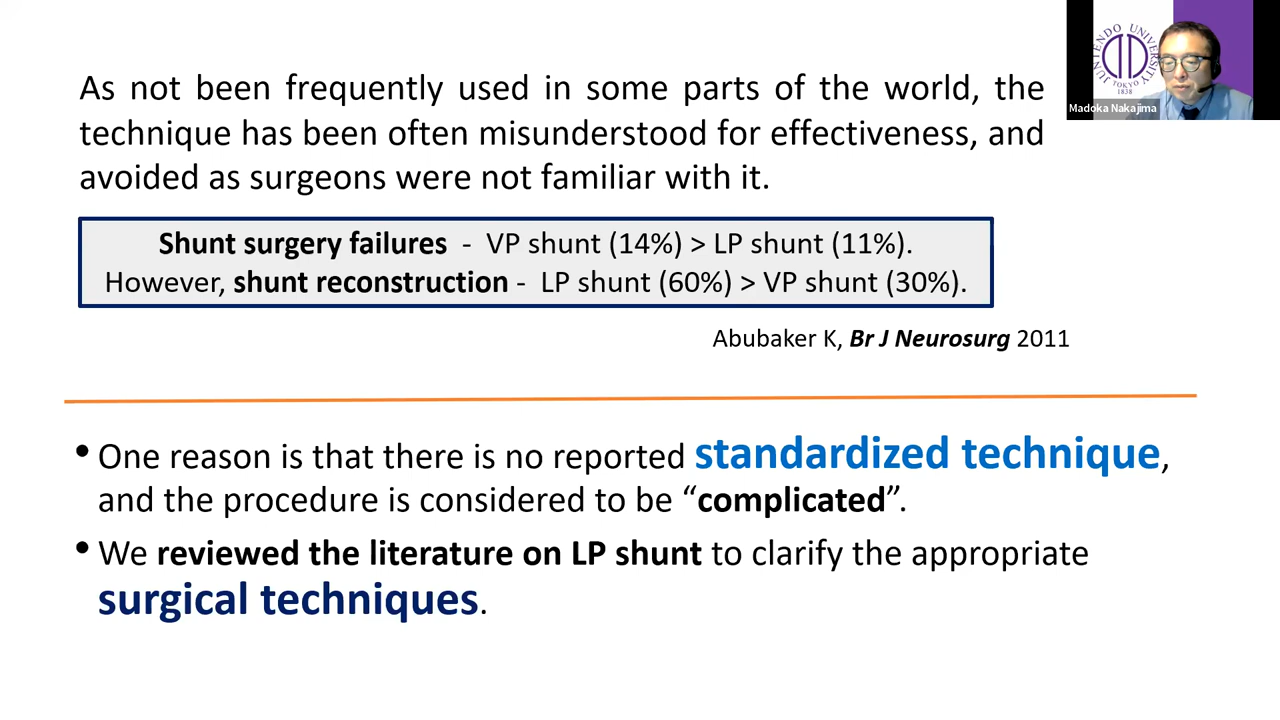 As not been frequently used in some parts of the world, the
technique has been often misunderstood for effectiveness, and
avoided as surgeons were not familiar with it.
Shunt surgery failures - VP shunt (14%) > LP shunt (11%).
However, shunt reconstruction - LP shunt (60%) > VP shunt (30%).
Abubaker K, Br J Neurosurg 2011
• One reason is that there is no reported standardized technique,
and the procedure is considered to be “complicated”.
• We reviewed the literature on LP shunt to clarify the appropriate
surgical techniques.
JUNTENDO UNIVERSITY
TOKYO
1838
Madoka Nakajima